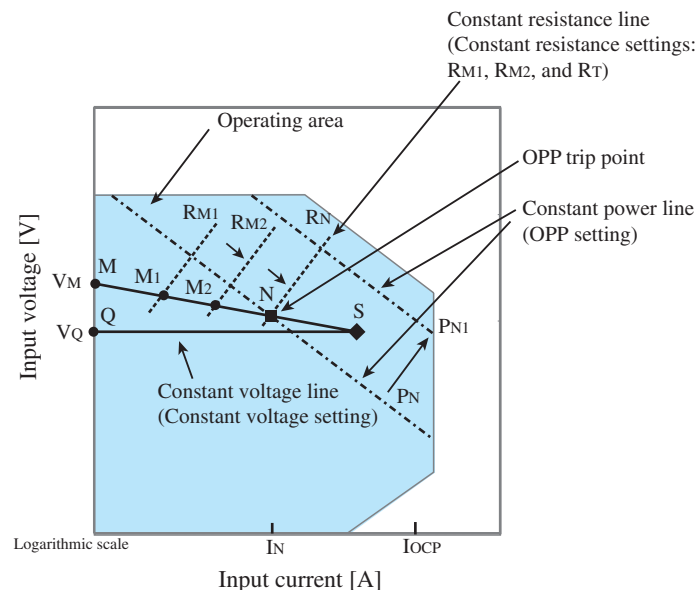 Constant resistance line
(Constant resistance settings:
RM1, RM2, and RT)
Operating area
OPP trip point
RM1
RM2
RN
Constant power line
(OPP setting)
Input voltage [V]
VM
M
M1
M2
N
S
VQ
Q
PN1
PN
Constant voltage line
(Constant voltage setting)
Logarithmic scale
IN
IOCP
Input current [A]